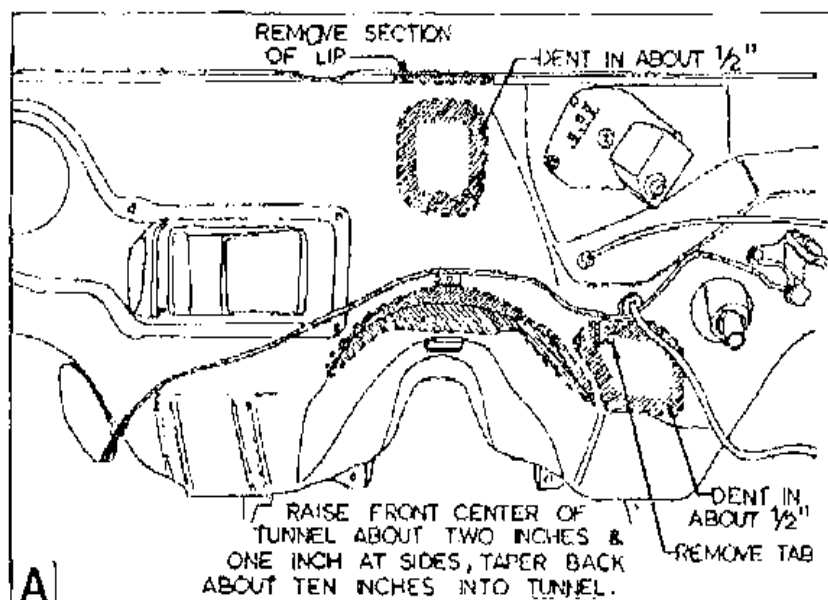 REMOVE SECTION
OF LIP
DENT IN ABOUT 1/2"
DENT IN
ABOUT 1/2"
REMOVE TAB
RAISE FRONT CENTER OF
TUNNEL ABOUT TWO INCHES &
ONE INCH AT SIDES, TAPER BACK
ABOUT TEN INCHES INTO TUNNEL.
A